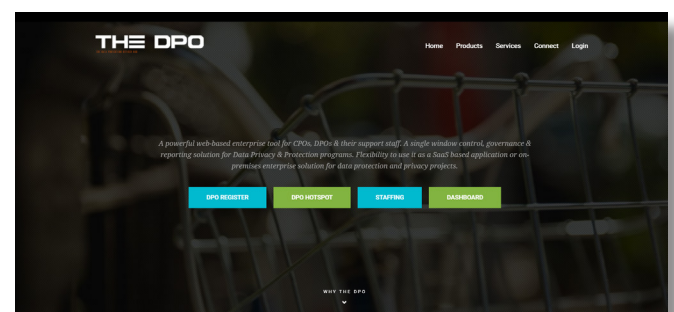 THE DPO
Home Products Services Connect Login
A powerful web-based enterprise tool for CPOs, DPOs & their support staff. A single window control, governance &
reporting solution for Data Privacy & Protection programs. Flexibility to use it as a SaaS based application or on-
premises enterprise solution for data protection and privacy projects.
DPO REGISTER DPO HOTSPOT STAFFING DASHBOARD
WHY THE DPO